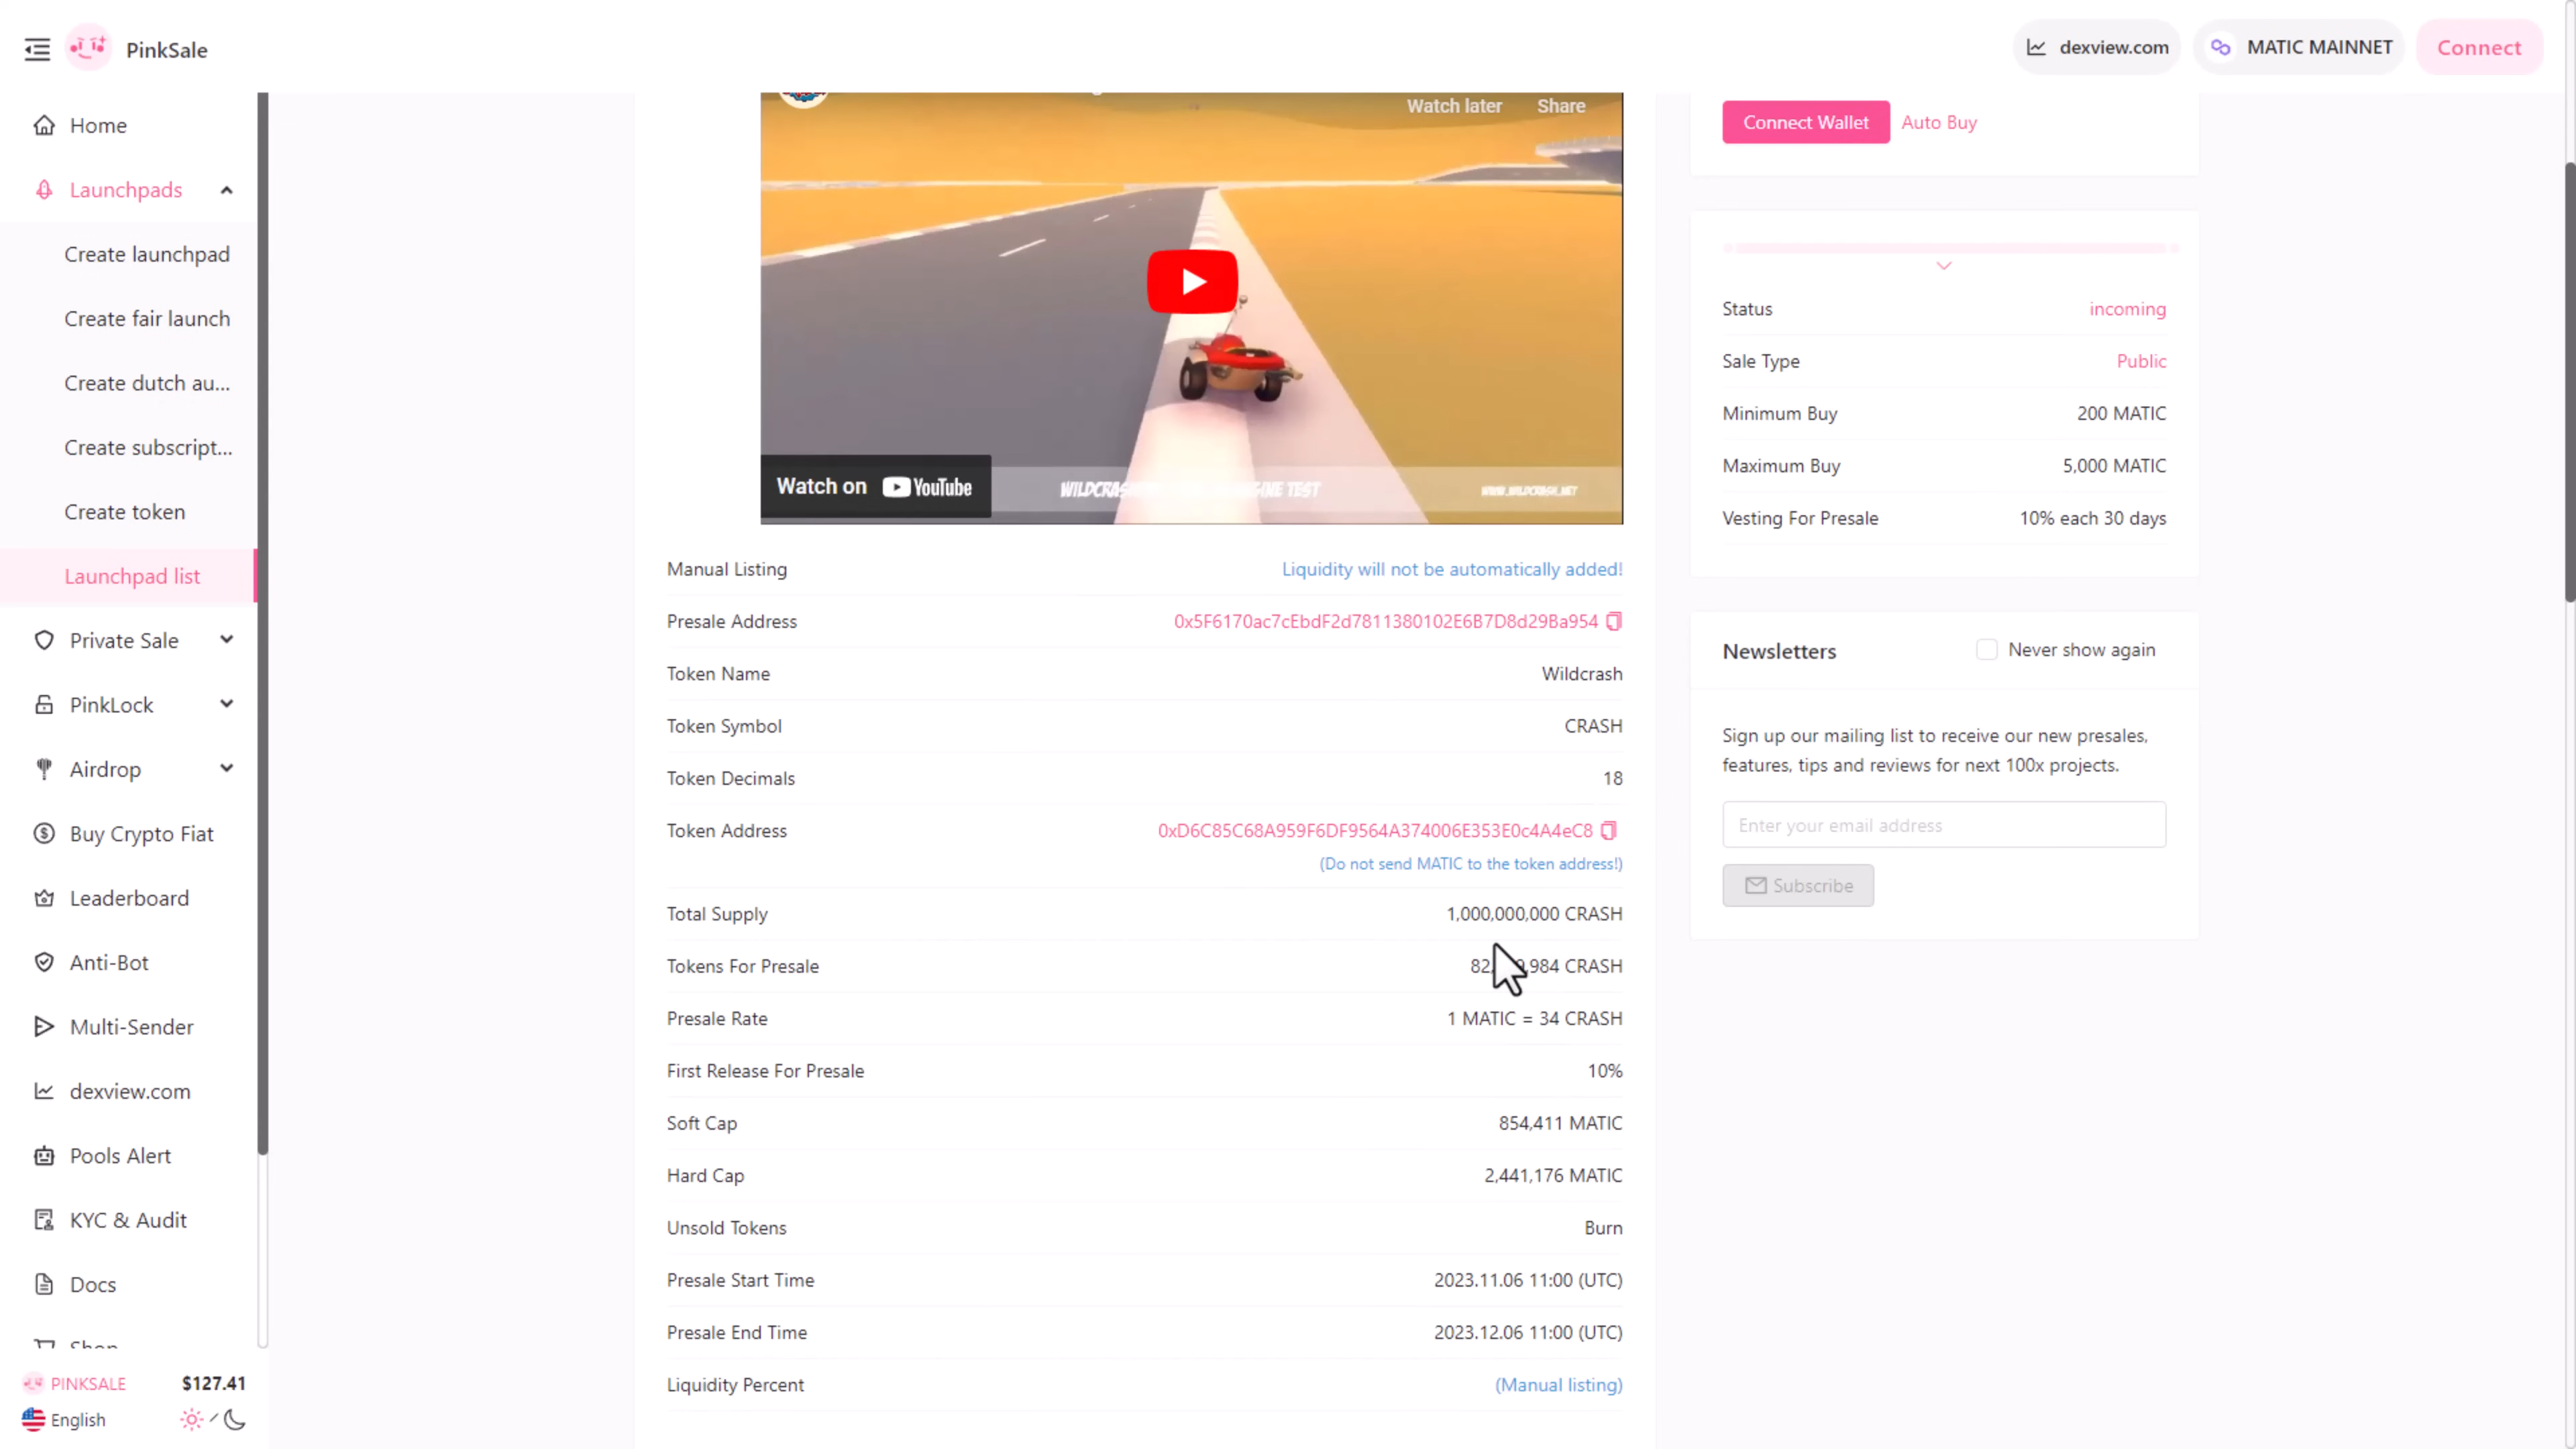 PinkSale
dexview.com
MATIC MAINNET
Connect
Home
Launchpads
Create launchpad
Create fair launch
Create dutch au...
Create subscript...
Create token
Launchpad list
Private Sale
PinkLock
Airdrop
Buy Crypto Fiat
Leaderboard
Anti-Bot
Multi-Sender
dexview.com
Pools Alert
KYC & Audit
Docs
Shop
PINKSALE $127.41
English
Watch later Share
Watch on YouTube
WWW.WILDCRASH.NET
Manual Listing Liquidity will not be automatically added!
Presale Address 0x5F6170ac7cEbdF2d7811380102E6B7D8d29Ba954
Token Name Wildcrash
Token Symbol CRASH
Token Decimals 18
Token Address 0xD6C85C68A959F6DF9564A374006E353E0c4A4eC8
(Do not send MATIC to the token address!)
Total Supply 1,000,000,000 CRASH
Tokens For Presale CRASH
Presale Rate 1 MATIC = 34 CRASH
First Release For Presale 10%
Soft Cap 854,411 MATIC
Hard Cap 2,441,176 MATIC
Unsold Tokens Burn
Presale Start Time 2023.11.06 11:00 (UTC)
Presale End Time 2023.12.06 11:00 (UTC)
Liquidity Percent (Manual listing)
Connect Wallet Auto Buy
Status incoming
Sale Type Public
Minimum Buy 200 MATIC
Maximum Buy 5,000 MATIC
Vesting For Presale 10% each 30 days
Newsletters Never show again
Sign up our mailing list to receive our new presales,
features, tips and reviews for next 100x projects.
Enter your email address
Subscribe